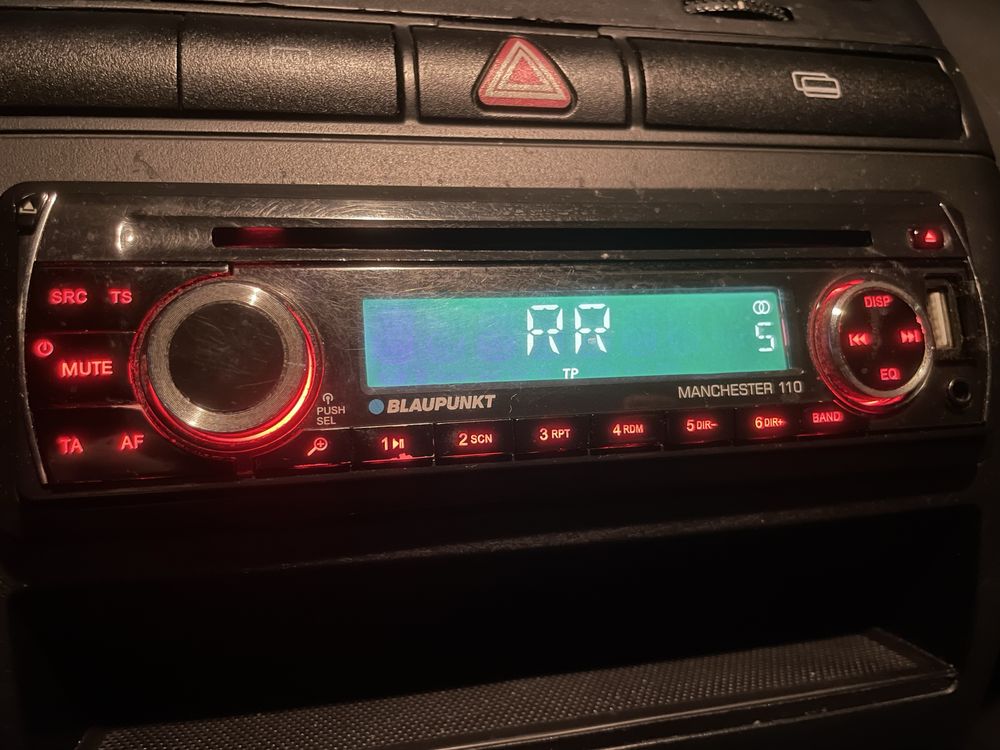 SRC TS
RR
5
DISP
MUTE
TP
EQ
PUSH
SEL
BLAUPUNKT
MANCHESTER 110
TA AF
1
2 SCN
3 RPT
4 RDM
5 DIR-
6 DIR+
BAND